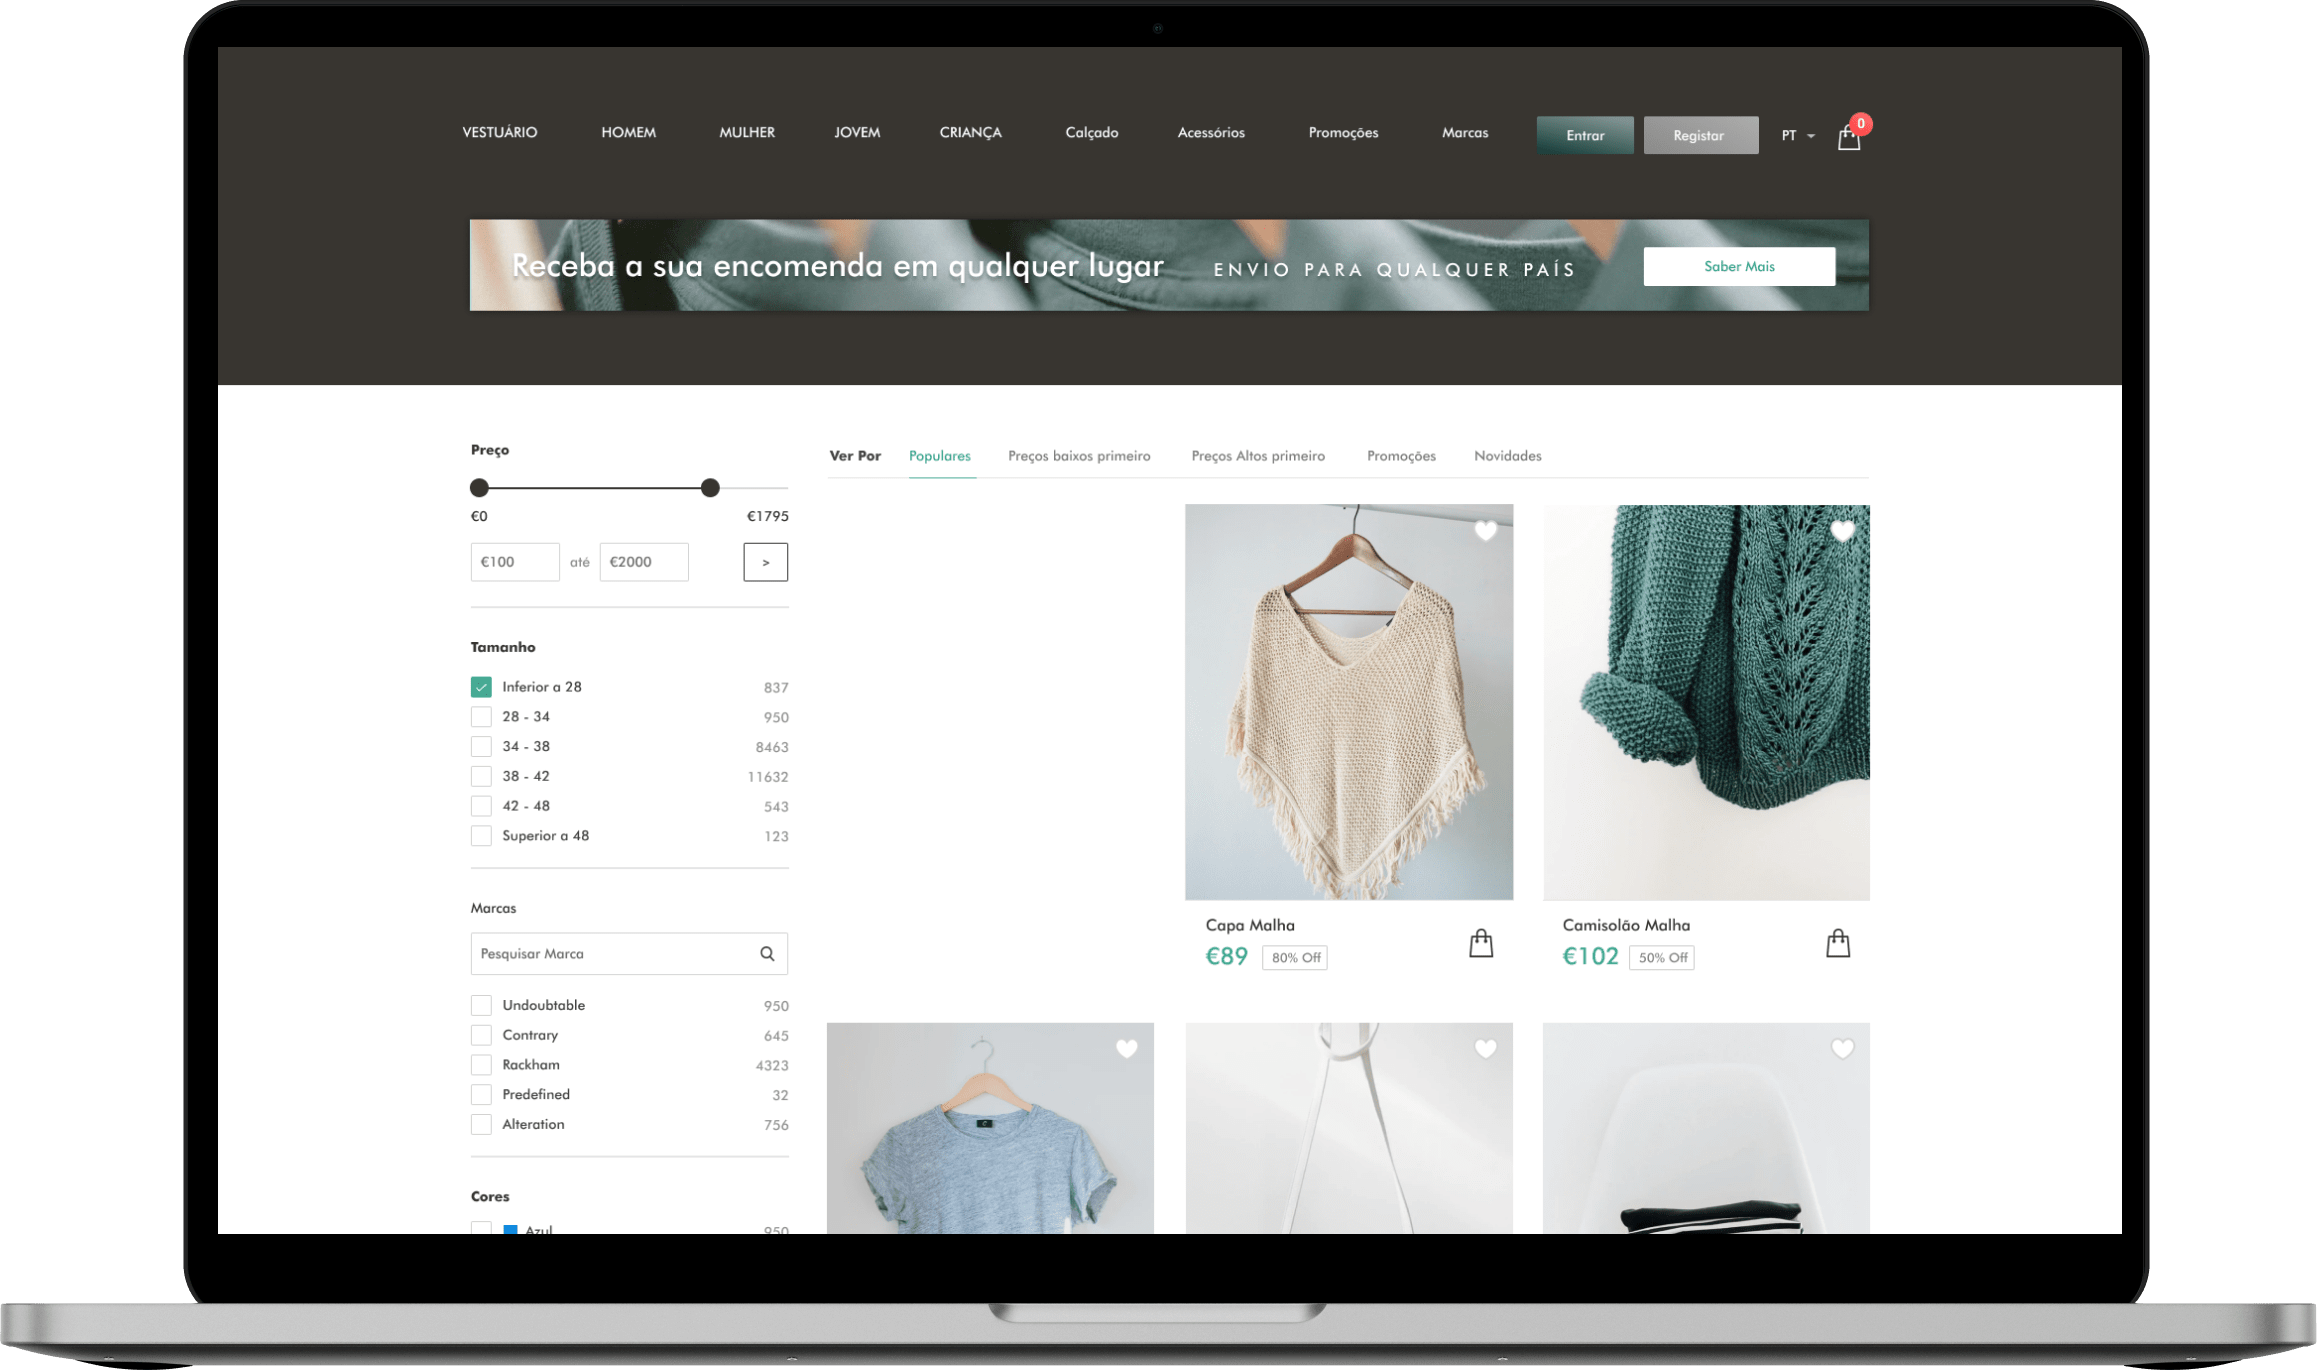 VESTUÁRIO HOMEM MULHER JOVEM CRIANÇA Calçado Acessórios Promoções Marcas Entrar Registar PT 0
Receba a sua encomenda em qualquer lugar ENVIO PARA QUALQUER PAÍS Saber Mais
Preço
€0 €1795
€100 até €2000 >
Tamanho
Inferior a 28 837
28 - 34 950
34 - 38 8463
38 - 42 11632
42 - 48 543
Superior a 48 123
Marcas
Pesquisar Marca
Undoubtable 950
Contrary 645
Rackham 4323
Predefined 32
Alteration 756
Cores
Azul 950
Ver Por Populares Preços baixos primeiro Preços Altos primeiro Promoções Novidades
Capa Malha
€89 80% Off
Camisolão Malha
€102 50% Off